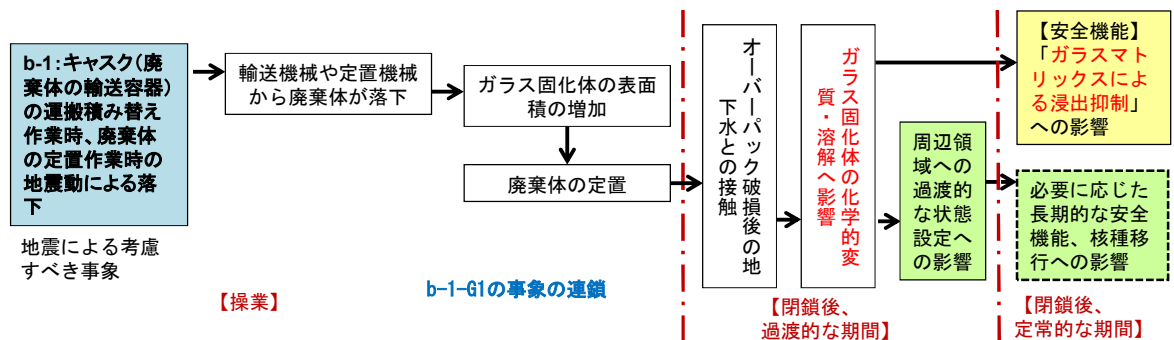 b-1:キャスク(廃
棄体の輸送容器)
の運搬積み替え
作業時、廃棄体
の定置作業時の
地震動による落
下
地震による考慮
すべき事象
輸送機械や定置機械
から廃棄体が落下
ガラス固化体の表面
積の増加
廃棄体の定置
【操業】
b-1-G1の事象の連鎖
オーバーパック破損後の地
下水との接触
ガラス固化体の化学的変
質・溶解へ影響
周辺領
域への
過渡的
な状態
設定へ
の影響
【閉鎖後、
過渡的な期間】
【安全機能】
「ガラスマト
リックスによ
る浸出抑制」
への影響
必要に応じた
長期的な安全
機能、核種移
行への影響
【閉鎖後、
定常的な期間】